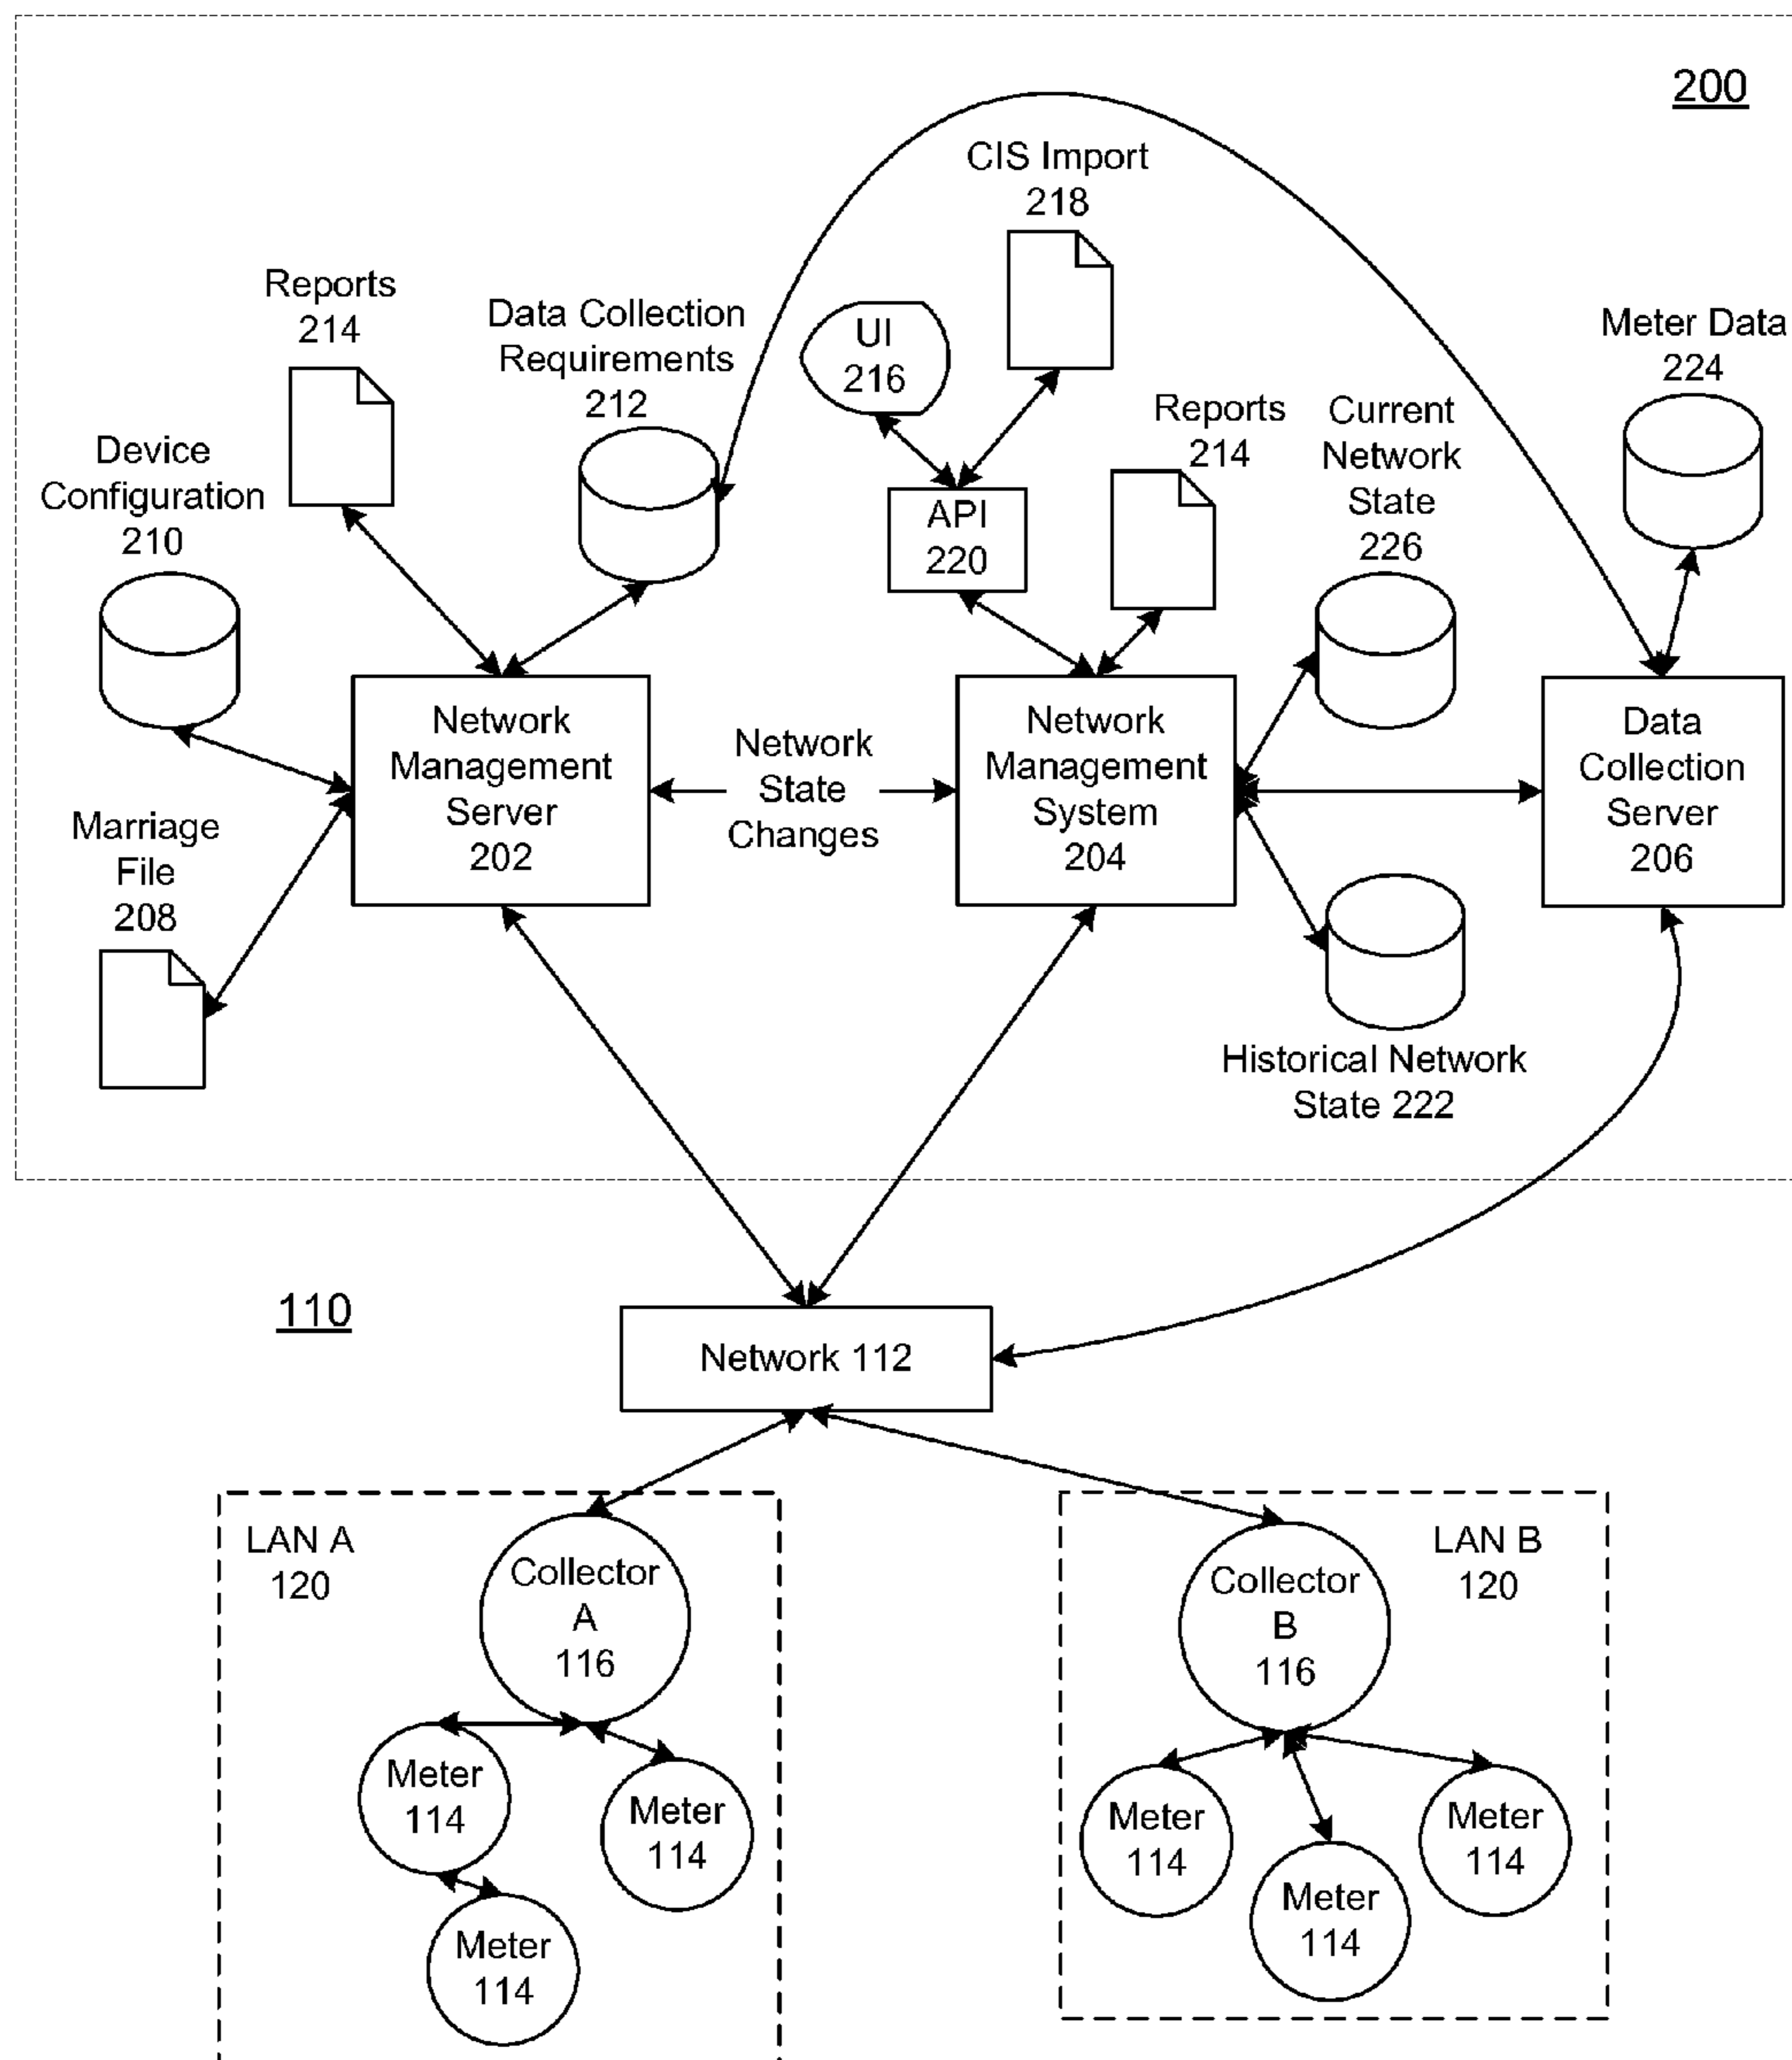 200
CIS Import
218
Reports
214
Data Collection
Requirements
212
UI
216
Meter Data
224
Device
Configuration
210
API
220
Reports
214
Current
Network
State
226
Marriage
File
208
Network
Management
Server
202
Network
State
Changes
Network
Management
System
204
Data
Collection
Server
206
Historical Network
State 222
110
Network 112
LAN A
120
Collector
A
116
Meter
114
Meter
114
Meter
114
LAN B
120
Collector
B
116
Meter
114
Meter
114
Meter
114